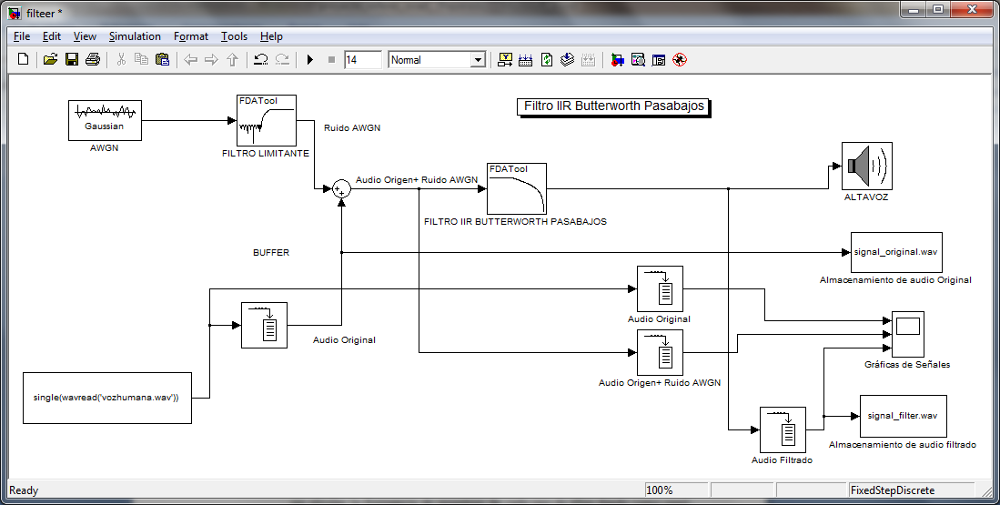 filteer *
File Edit View Simulation Format Tools Help
14
Normal
Gaussian
AWGN
FDATool
FILTRO LIMITANTE
Ruido AWGN
Filtro IIR Butterworth Pasabajos
Audio Origen+ Ruido AWGN
FDATool
FILTRO IIR BUTTERWORTH PASABAJOS
ALTAVOZ
BUFFER
signal_original.wav
Almacenamiento de audio Original
Audio Original
Audio Original
Gráficas de Señales
Audio Origen+ Ruido AWGN
single(wavread('vozhumana.wav'))
signal_filter.wav
Almacenamiento de audio filtrado
Audio Filtrado
Ready
100%
FixedStepDiscrete